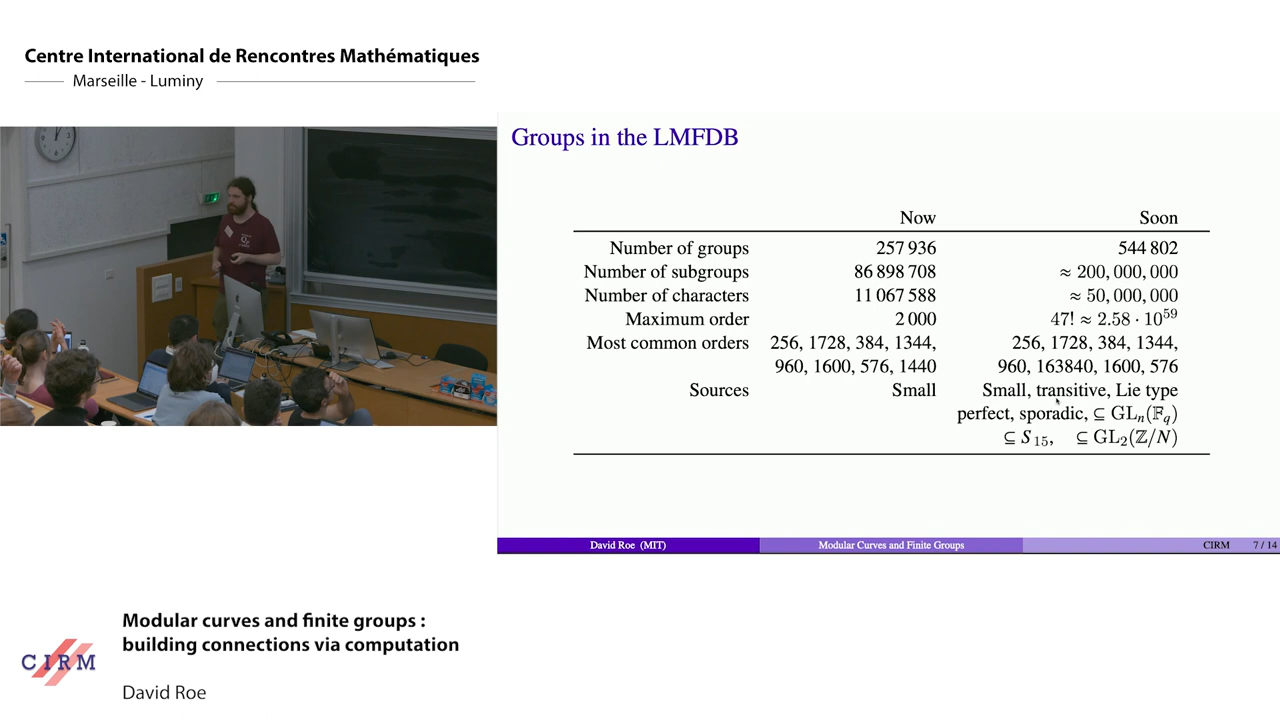 Centre International de Rencontres Mathématiques
Marseille - Luminy
Groups in the LMFDB
Now Soon
Number of groups 257 936 544 802
Number of subgroups 86 898 708 ≈ 200, 000, 000
Number of characters 11 067 588 ≈ 50, 000, 000
Maximum order 2 000 47! ≈ 2.58 · 10⁵⁹
Most common orders 256, 1728, 384, 1344, 256, 1728, 384, 1344,
960, 1600, 576, 1440 960, 163840, 1600, 576
Sources Small Small, transitive, Lie type
perfect, sporadic, ⊆ GLₙ(𝔽_q)
⊆ S₁₅, ⊆ GL₂(ℤ/N)
David Roe (MIT) Modular Curves and Finite Groups CIRM 7 / 14
Modular curves and finite groups :
building connections via computation
CIRM
David Roe